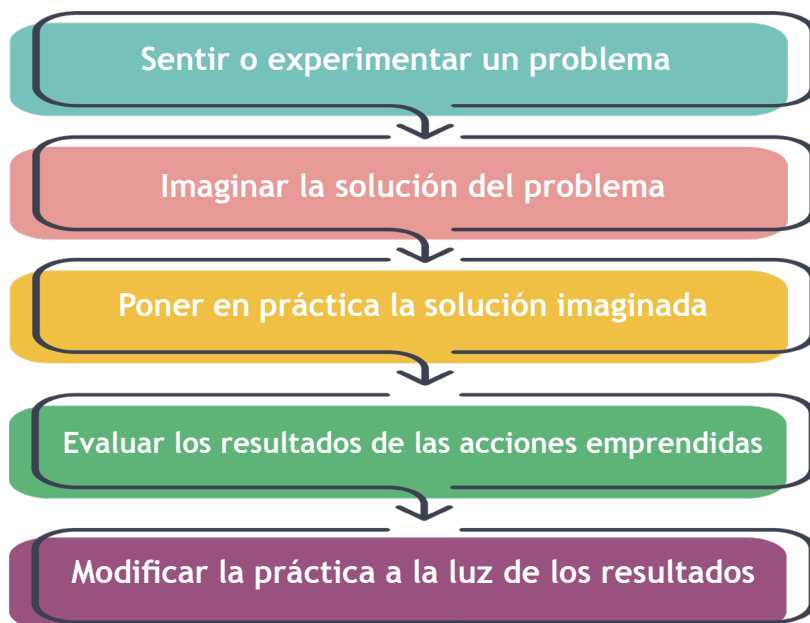 Sentir o experimentar un problema
Imaginar la solución del problema
Poner en práctica la solución imaginada
Evaluar los resultados de las acciones emprendidas
Modificar la práctica a la luz de los resultados